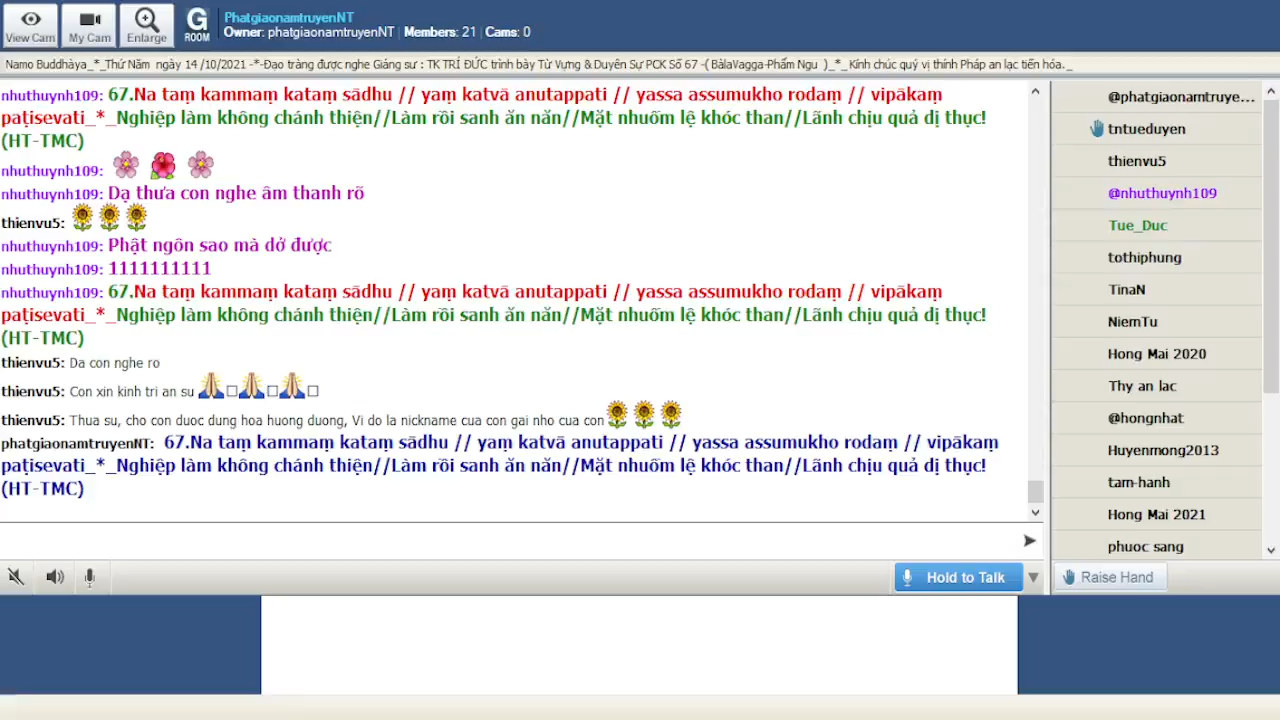 View Cam
My Cam
Enlarge
G
ROOM
PhatgiaonamtruyenNT
Owner: phatgiaonamtruyenNT | Members: 21 | Cams: 0
Namo Buddhàya_*_Thứ Năm ngày 14 /10/2021 -*-Đạo tràng được nghe Giảng sư : TK TRÍ ĐỨC trình bày Từ Vựng & Duyên Sự PCK Số 67 -( BàlaVagga-Phẩm Ngu )_*_ Kính chúc quý vị thính Pháp an lạc tiến hóa._
nhuthuynh109: 67.Na taṃ kammaṃ kataṃ sādhu // yaṃ katvā anutappati // yassa assumukho rodaṃ // vipākaṃ
paṭisevati_*_Nghiệp làm không chánh thiện//Làm rồi sanh ăn năn//Mặt nhuốm lệ khóc than//Lãnh chịu quả dị thục!
(HT-TMC)
nhuthuynh109:
nhuthuynh109: Dạ thưa con nghe âm thanh rõ
thienvu5:
nhuthuynh109: Phật ngôn sao mà dở được
nhuthuynh109: 1111111111
nhuthuynh109: 67.Na taṃ kammaṃ kataṃ sādhu // yaṃ katvā anutappati // yassa assumukho rodaṃ // vipākaṃ
paṭisevati_*_Nghiệp làm không chánh thiện//Làm rồi sanh ăn năn//Mặt nhuốm lệ khóc than//Lãnh chịu quả dị thục!
(HT-TMC)
thienvu5: Da con nghe ro
thienvu5: Con xin kinh tri an su
thienvu5: Thua su, cho con duoc dung hoa huong duong, Vi do la nickname cua con gai nho cua con
phatgiaonamtruyenNT: 67.Na taṃ kammaṃ kataṃ sādhu // yaṃ katvā anutappati // yassa assumukho rodaṃ // vipākaṃ
paṭisevati_*_Nghiệp làm không chánh thiện//Làm rồi sanh ăn năn//Mặt nhuốm lệ khóc than//Lãnh chịu quả dị thục!
(HT-TMC)
@phatgiaonamtruye...
tntueduyen
thienvu5
@nhuthuynh109
Tue_Duc
tothiphung
TinaN
NiemTu
Hong Mai 2020
Thy an lac
@hongnhat
Huyenmong2013
tam-hanh
Hong Mai 2021
phuoc sang
Hold to Talk
Raise Hand